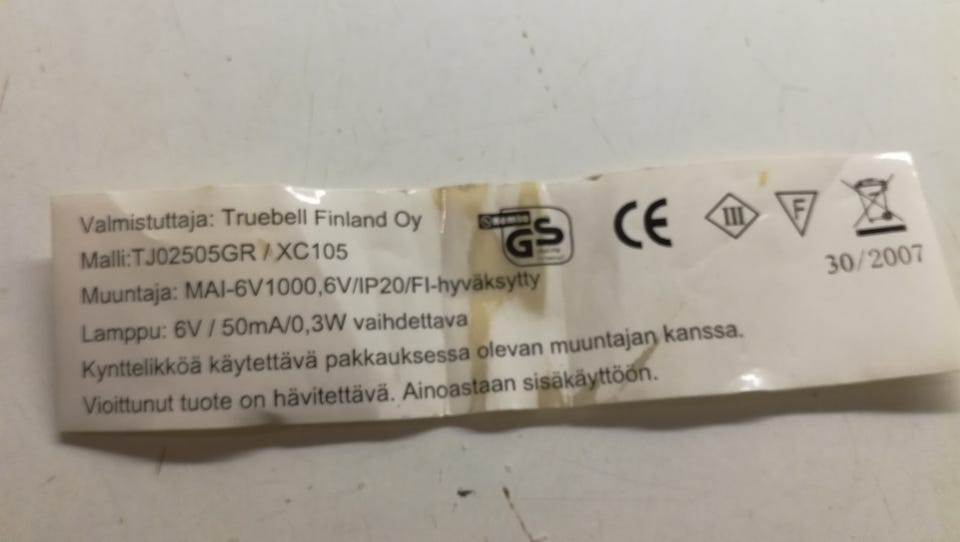 Valmistuttaja: Truebell Finland Oy
Malli:TJ02505GR / XC105
Muuntaja: MAI-6V1000,6V/IP20/FI-hyväksytty
Lamppu: 6V / 50mA/0,3W vaihdettava
Kynttelikköä käytettävä pakkauksessa olevan muuntajan kanssa.
Vioittunut tuote on hävitettävä. Ainoastaan sisäkäyttöön.
GS
CE
III
F
30/2007